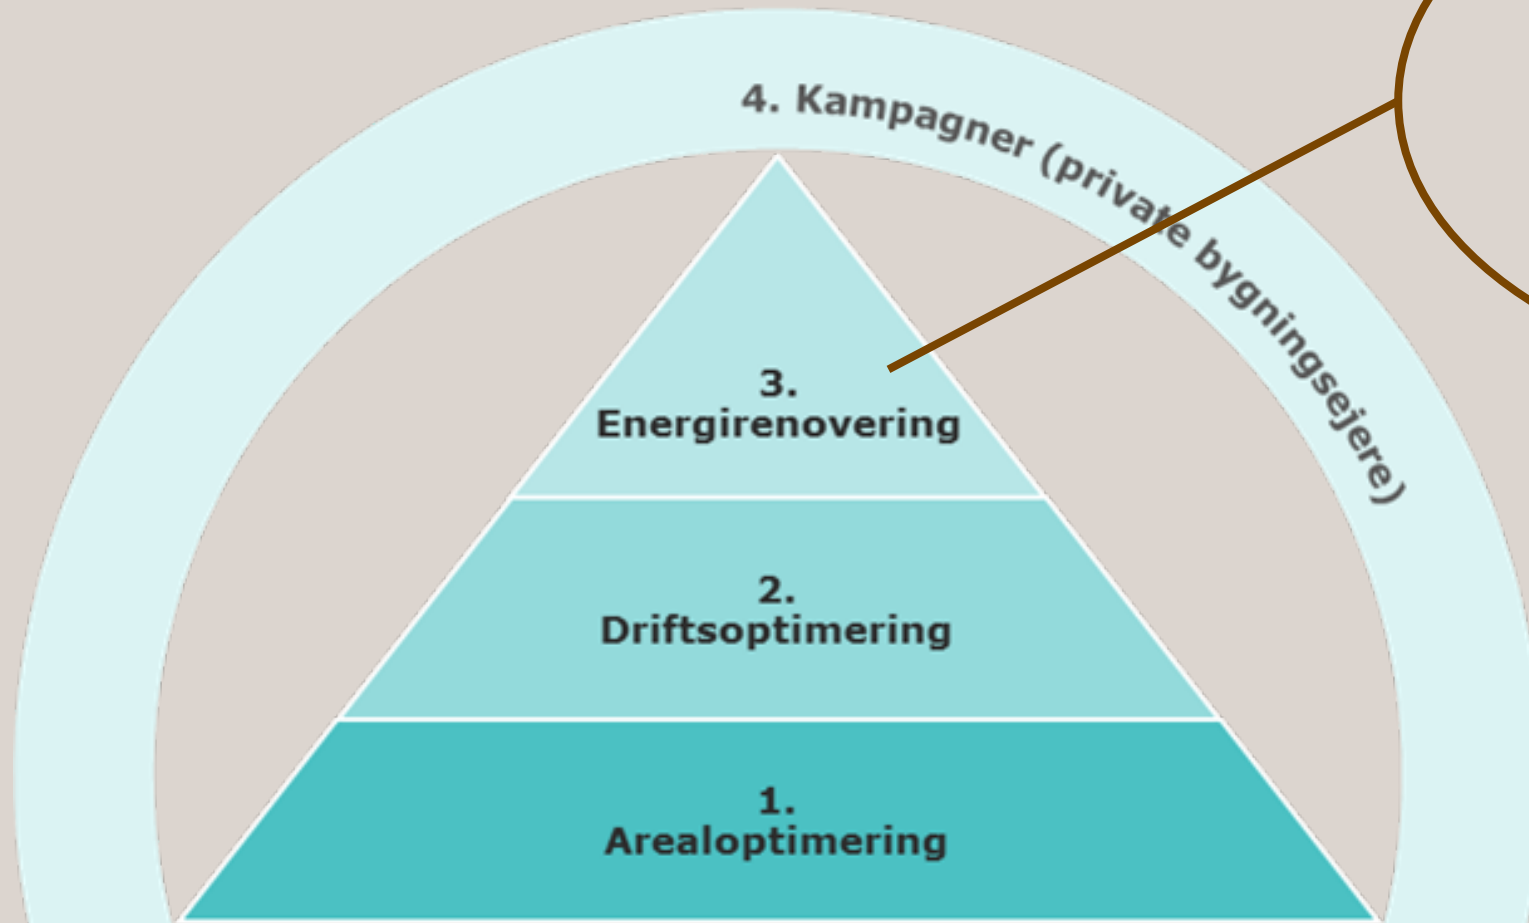 4. Kampagner (private bygningsejere)
3.
Energirenovering
2.
Driftsoptimering
1.
Arealoptimering